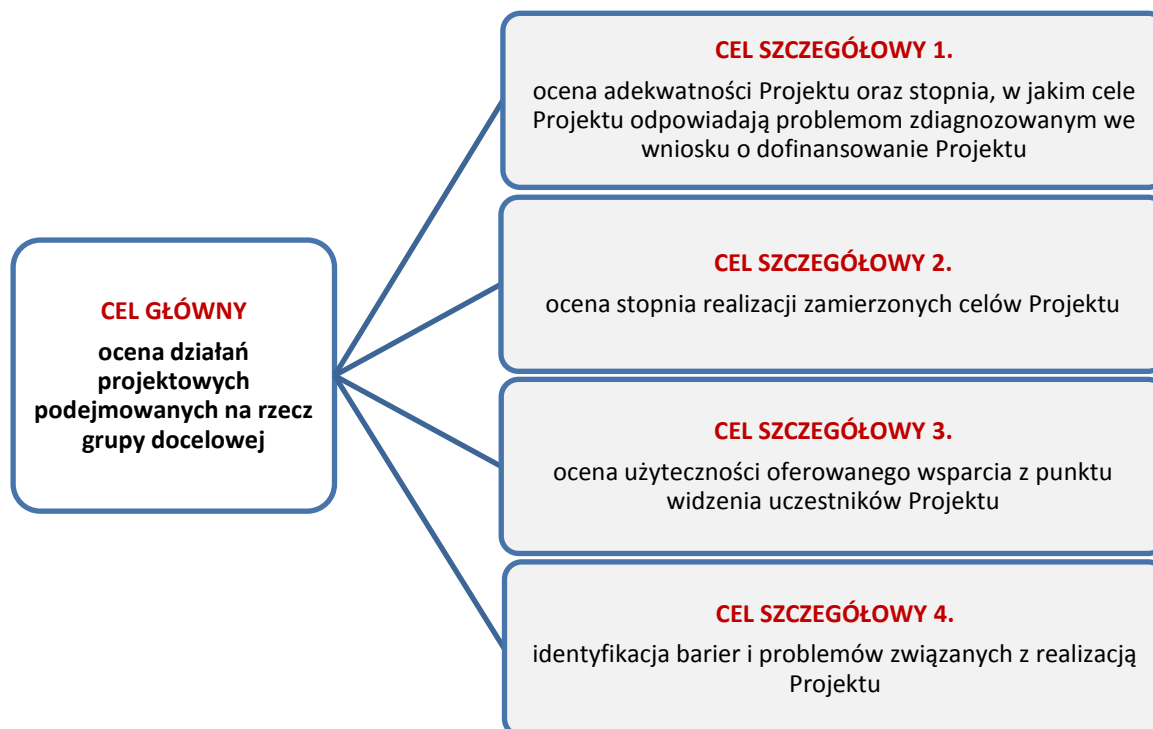 CEL GŁÓWNY
ocena działań
projektowych
podejmowanych na rzecz
grupy docelowej
CEL SZCZEGÓŁOWY 1.
ocena adekwatności Projektu oraz stopnia, w jakim cele
Projektu odpowiadają problemom zdiagnozowanym we
wniosku o dofinansowanie Projektu
CEL SZCZEGÓŁOWY 2.
ocena stopnia realizacji zamierzonych celów Projektu
CEL SZCZEGÓŁOWY 3.
ocena użyteczności oferowanego wsparcia z punktu
widzenia uczestników Projektu
CEL SZCZEGÓŁOWY 4.
identyfikacja barier i problemów związanych z realizacją
Projektu